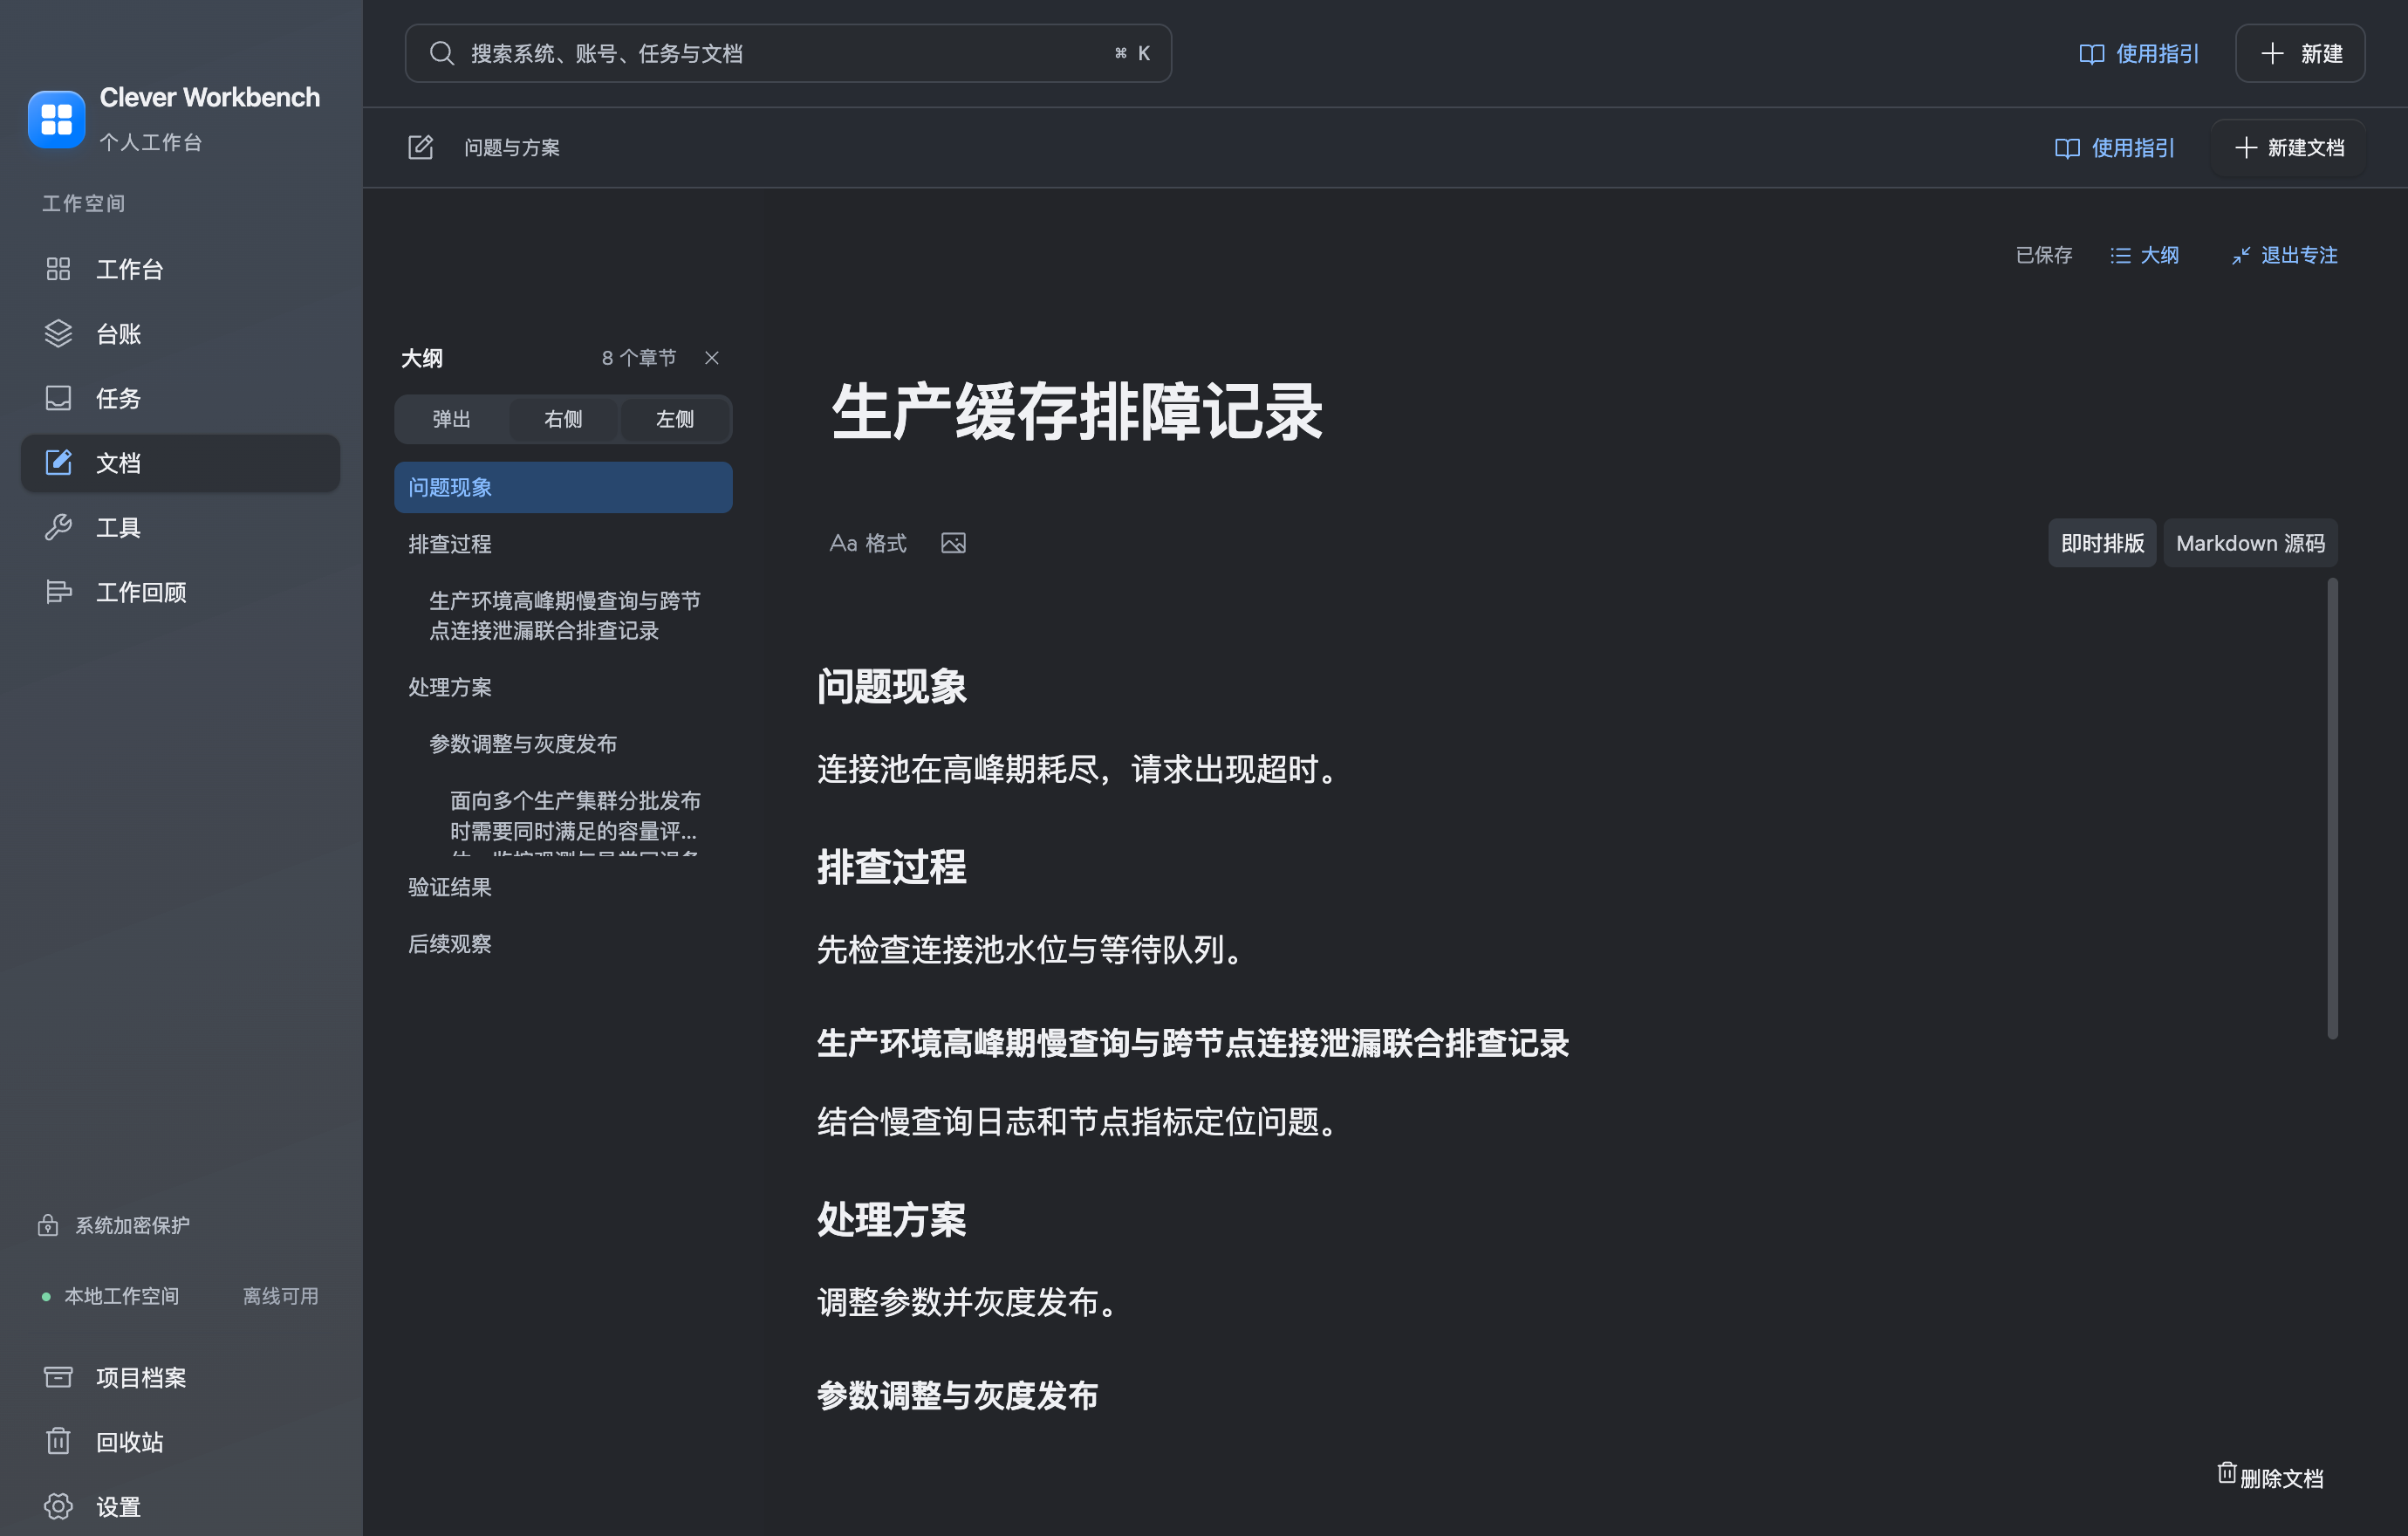 Clever Workbench
个人工作台
工作空间
工作台
台账
任务
文档
工具
工作回顾
系统加密保护
本地工作空间 离线可用
项目档案
回收站
设置
搜索系统、账号、任务与文档 ⌘ K
使用指引
新建
问题与方案
使用指引
新建文档
已保存 大纲 退出专注
大纲 8 个章节
弹出 右侧 左侧
问题现象
排查过程
生产环境高峰期慢查询与跨节
点连接泄漏联合排查记录
处理方案
参数调整与灰度发布
面向多个生产集群分批发布
时需要同时满足的容量评...
验证结果
后续观察
生产缓存排障记录
Aa 格式
即时排版 Markdown 源码
问题现象
连接池在高峰期耗尽，请求出现超时。
排查过程
先检查连接池水位与等待队列。
生产环境高峰期慢查询与跨节点连接泄漏联合排查记录
结合慢查询日志和节点指标定位问题。
处理方案
调整参数并灰度发布。
参数调整与灰度发布
删除文档